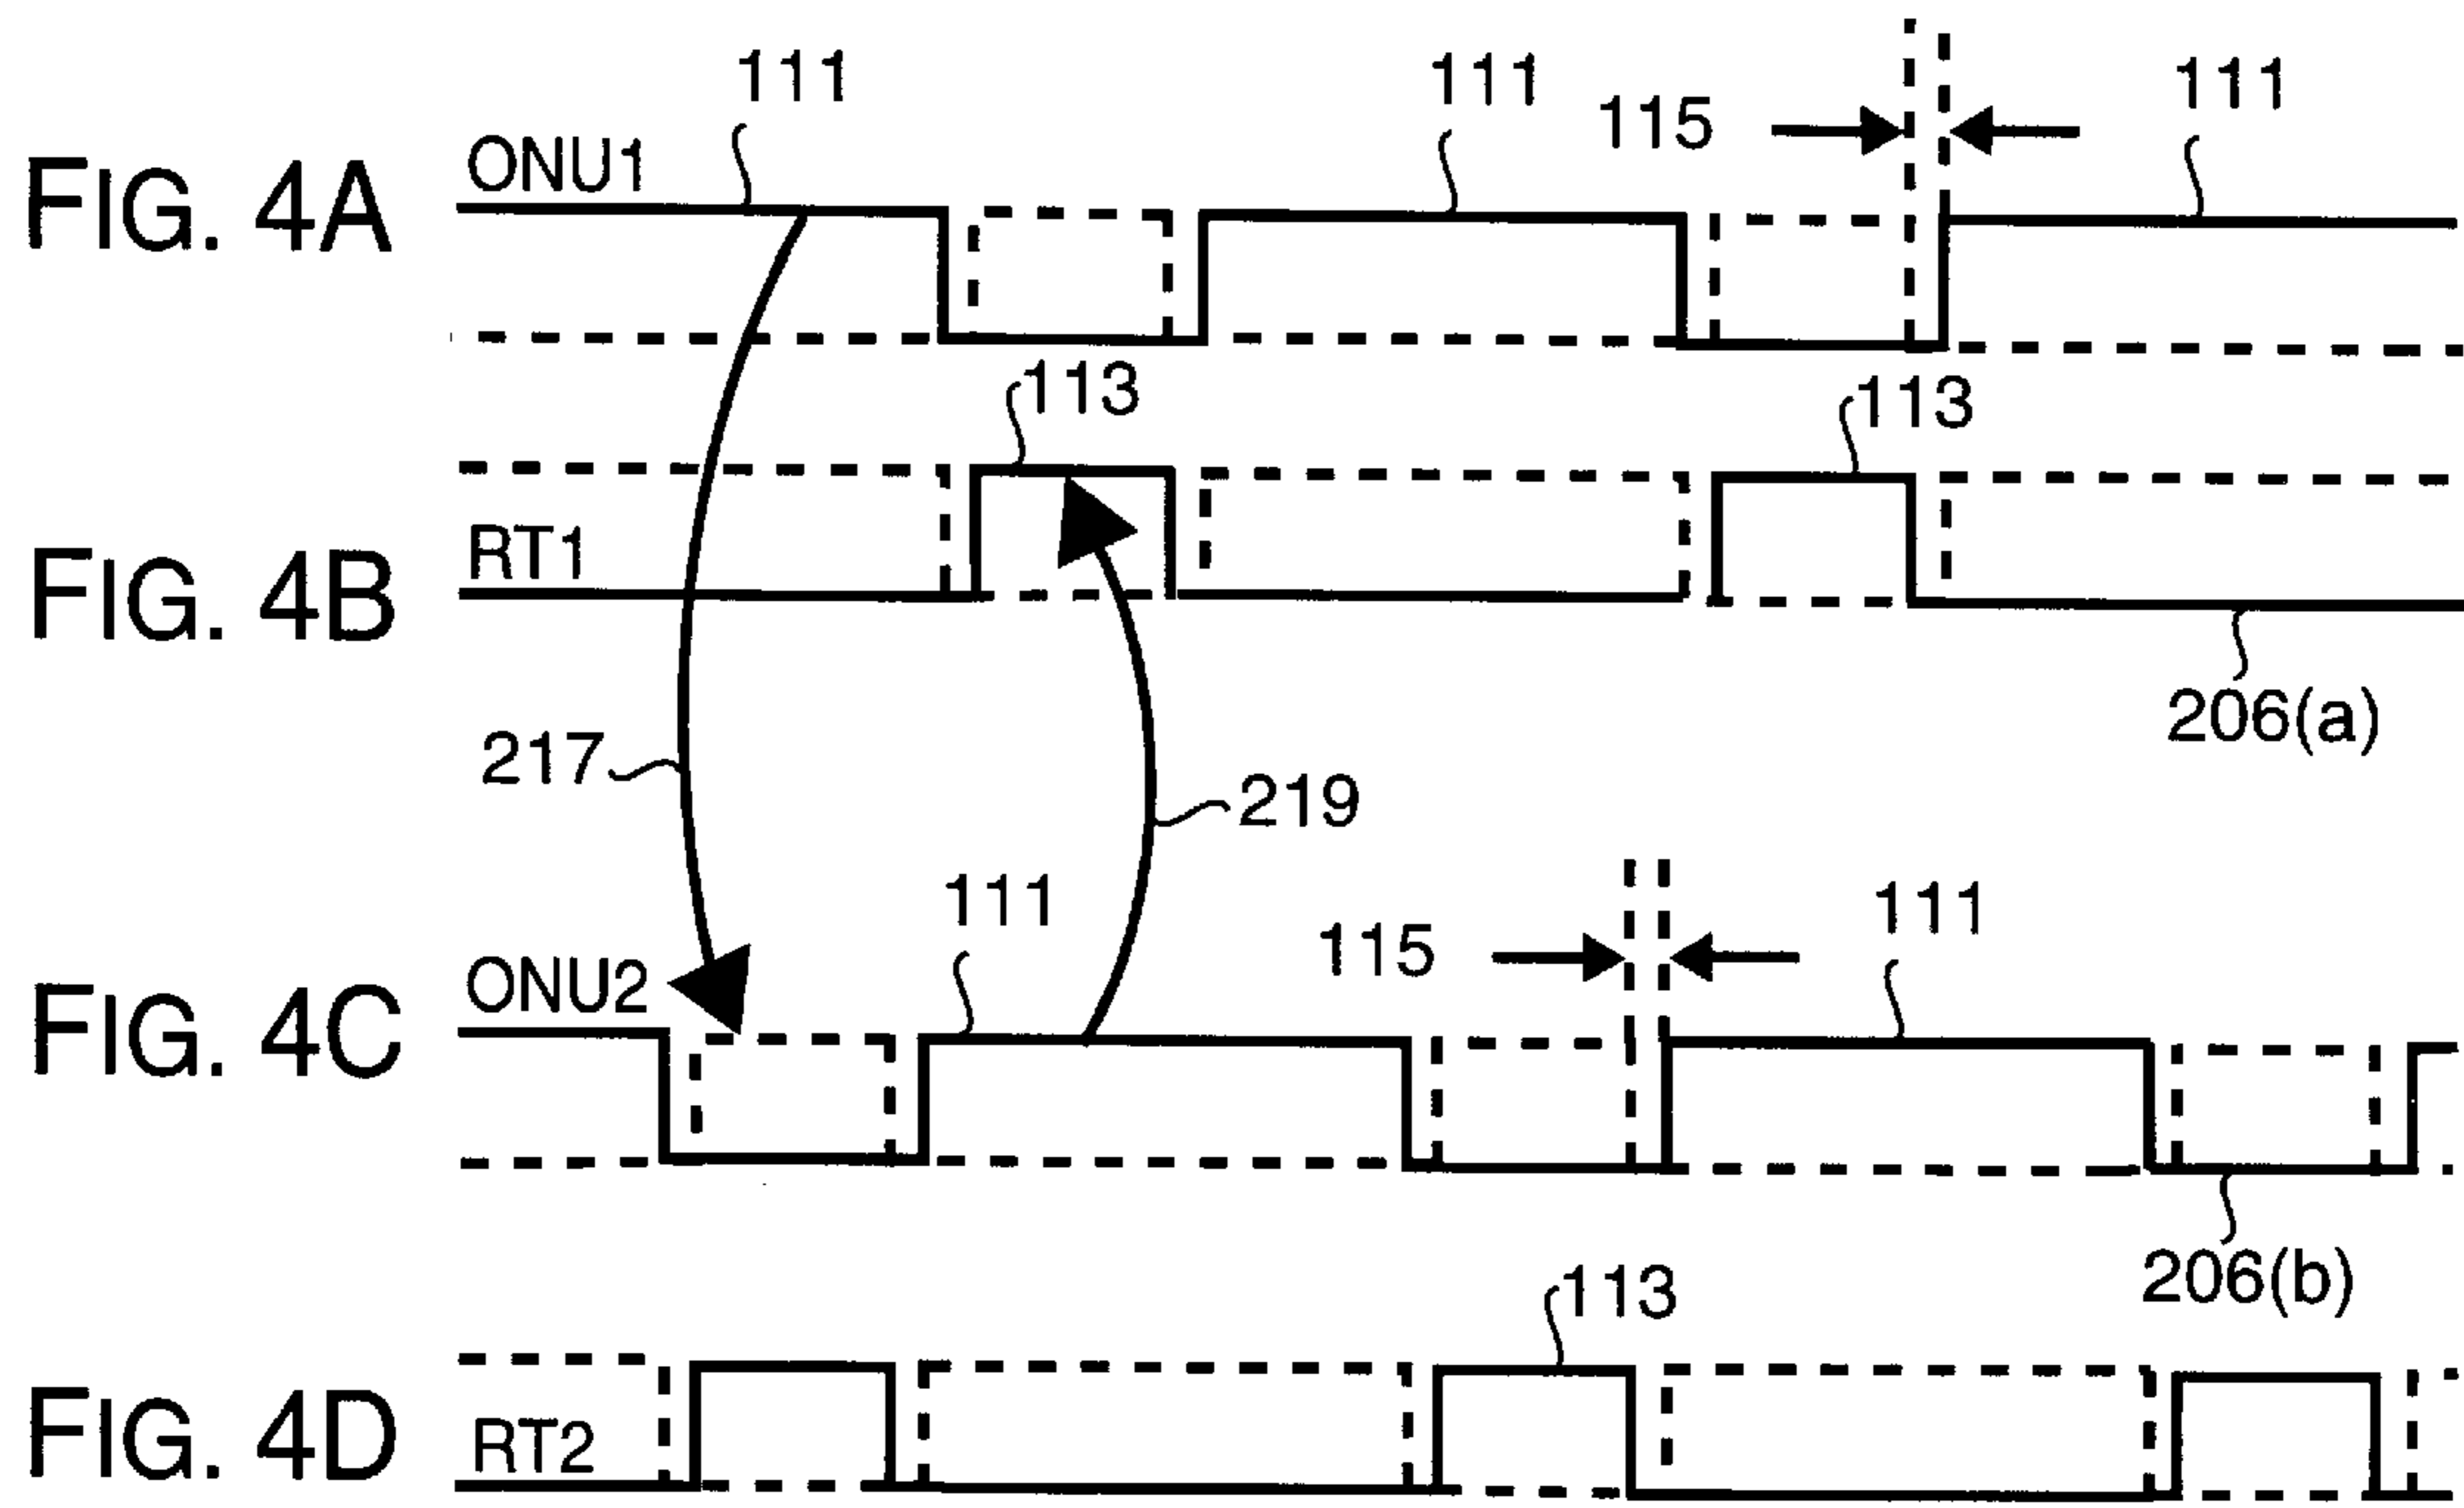 111
111
115
111
FIG. 4A
ONU1
113
113
FIG. 4B
RT1
206(a)
217
219
111
115
111
FIG. 4C
ONU2
206(b)
113
FIG. 4D
RT2